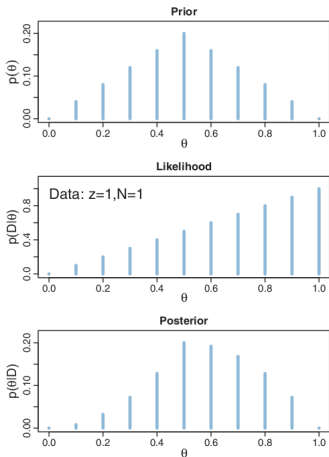 Prior
p(θ)
0.20
0.10
0.00
0.0 0.2 0.4 0.6 0.8 1.0
θ
Likelihood
p(D|θ)
Data: z=1,N=1
0.8
0.4
0.0
0.0 0.2 0.4 0.6 0.8 1.0
θ
Posterior
p(θ|D)
0.20
0.10
0.00
0.0 0.2 0.4 0.6 0.8 1.0
θ